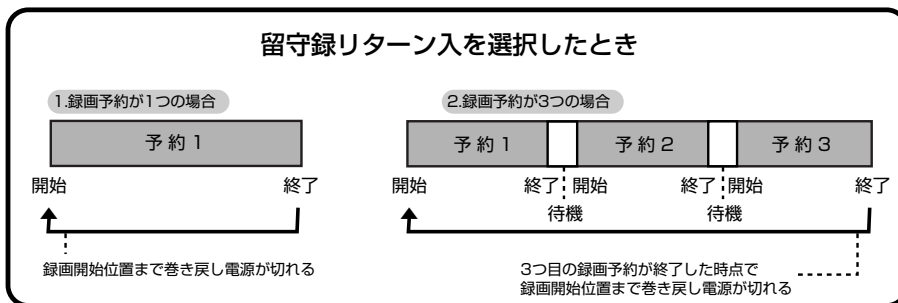 留守録リターン入を選択したとき
1.録画予約が1つの場合
予約1
開始 終了
録画開始位置まで巻き戻し電源が切れる
2.録画予約が3つの場合
予約1 予約2 予約3
開始 終了 開始 終了 開始 終了
待機 待機
3つ目の録画予約が終了した時点で
録画開始位置まで巻き戻し電源が切れる